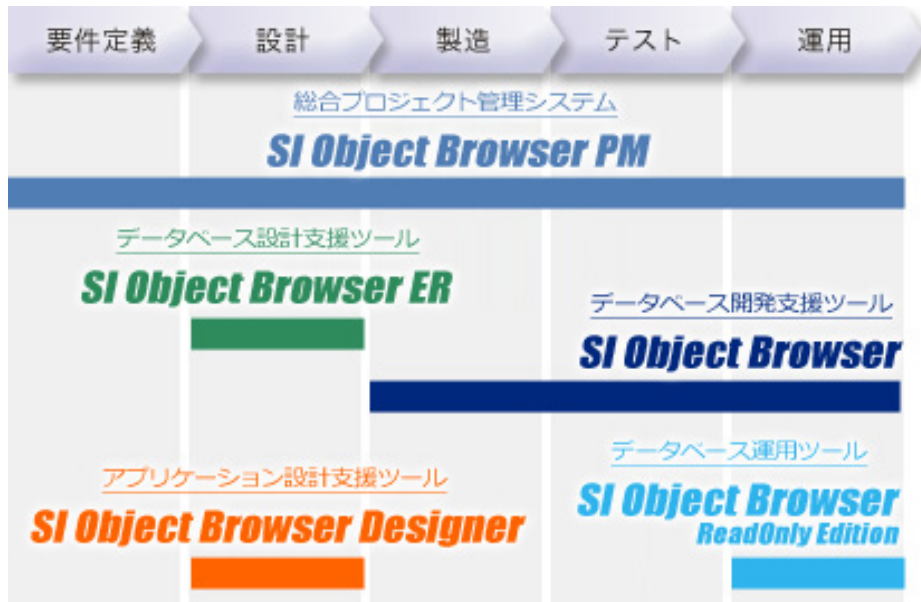 要件定義
設計
製造
テスト
運用
総合プロジェクト管理システム
SI Object Browser PM
データベース設計支援ツール
SI Object Browser ER
データベース開発支援ツール
SI Object Browser
アプリケーション設計支援ツール
SI Object Browser Designer
データベース運用ツール
SI Object Browser
ReadOnly Edition